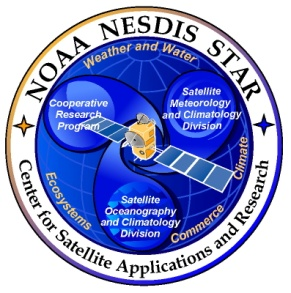 NOAA NESDIS STAR
Weather and Water
Cooperative
Research
Program
Satellite
Meteorology
and Climatology
Division
Climate
Ecosystems
Satellite
Oceanography
and Climatology
Division
Commerce
Center for Satellite Applications and Research